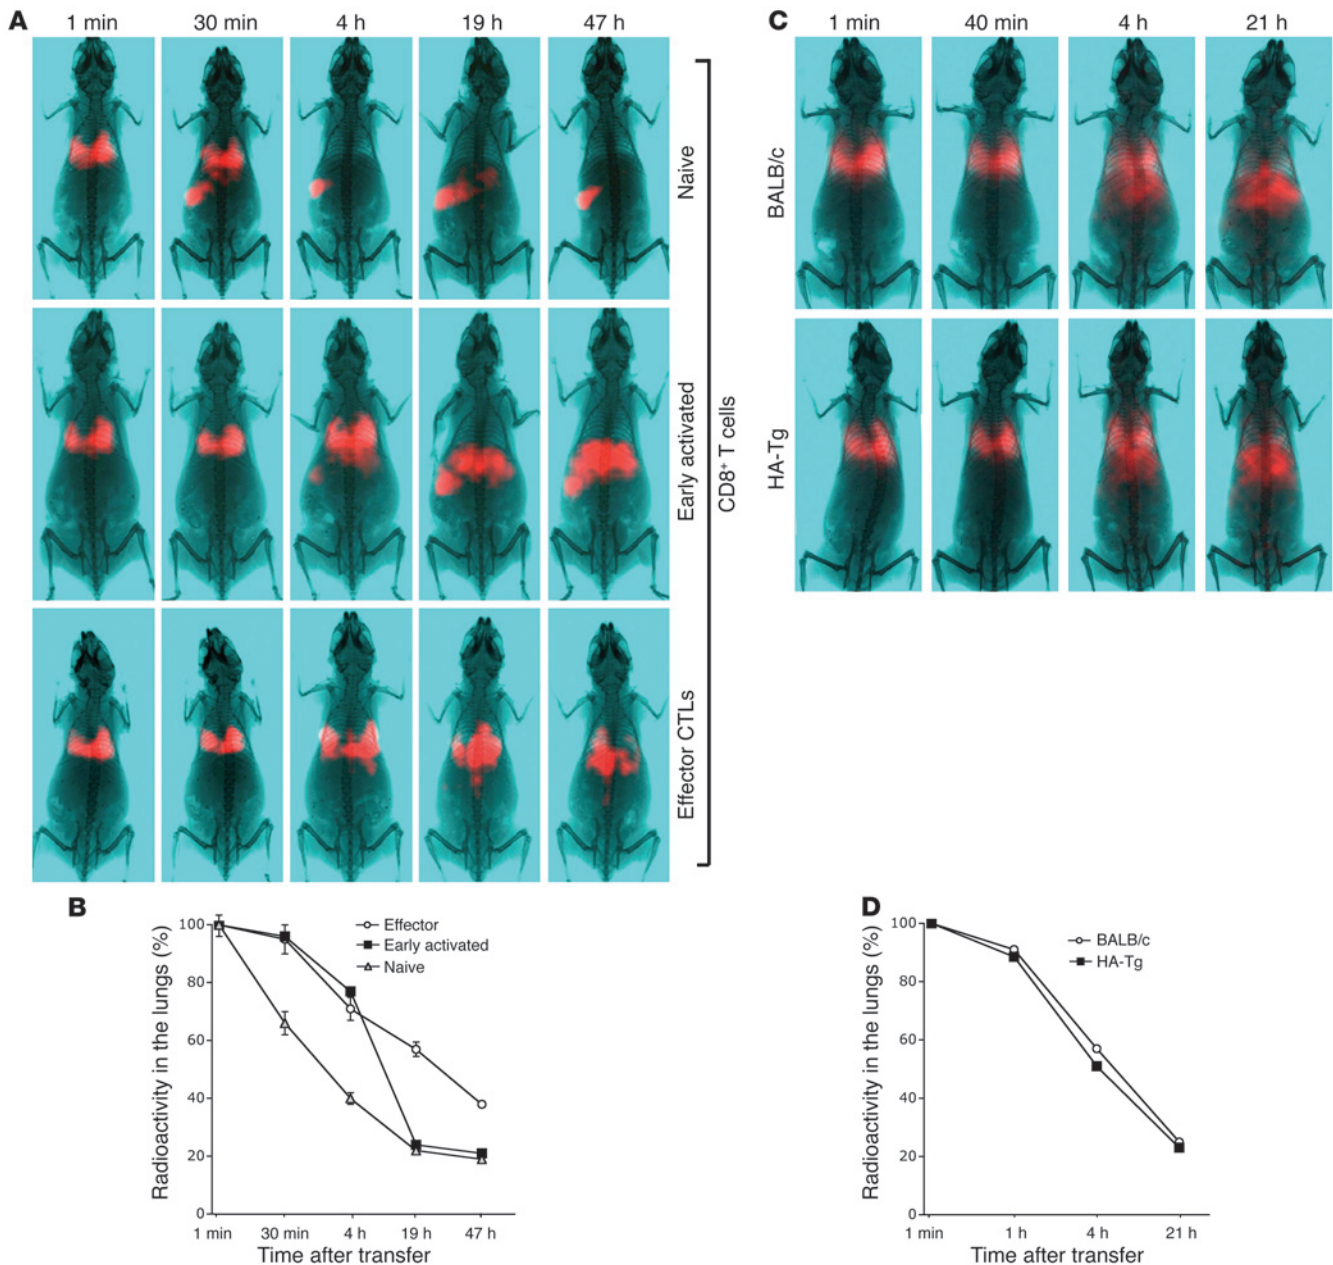 A
1 min 30 min 4 h 19 h 47 h
Naive
Early activated
Effector CTLs
CD8⁺ T cells
C
1 min 40 min 4 h 21 h
BALB/c
HA-Tg
B
Radioactivity in the lungs (%)
100
80
60
40
20
0
Effector
Early activated
Naive
1 min 30 min 4 h 19 h 47 h
Time after transfer
D
Radioactivity in the lungs (%)
100
80
60
40
20
0
BALB/c
HA-Tg
1 min 1 h 4 h 21 h
Time after transfer